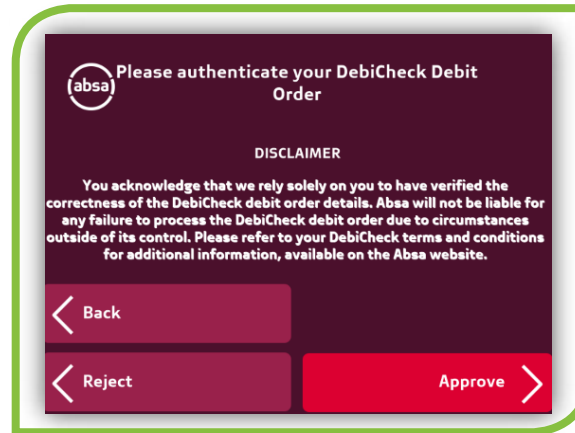 absa
Please authenticate your DebiCheck Debit
Order
DISCLAIMER
You acknowledge that we rely solely on you to have verified the
correctness of the DebiCheck debit order details. Absa will not be liable for
any failure to process the DebiCheck debit order due to circumstances
outside of its control. Please refer to your DebiCheck terms and conditions
for additional information, available on the Absa website.
Back
Reject
Approve